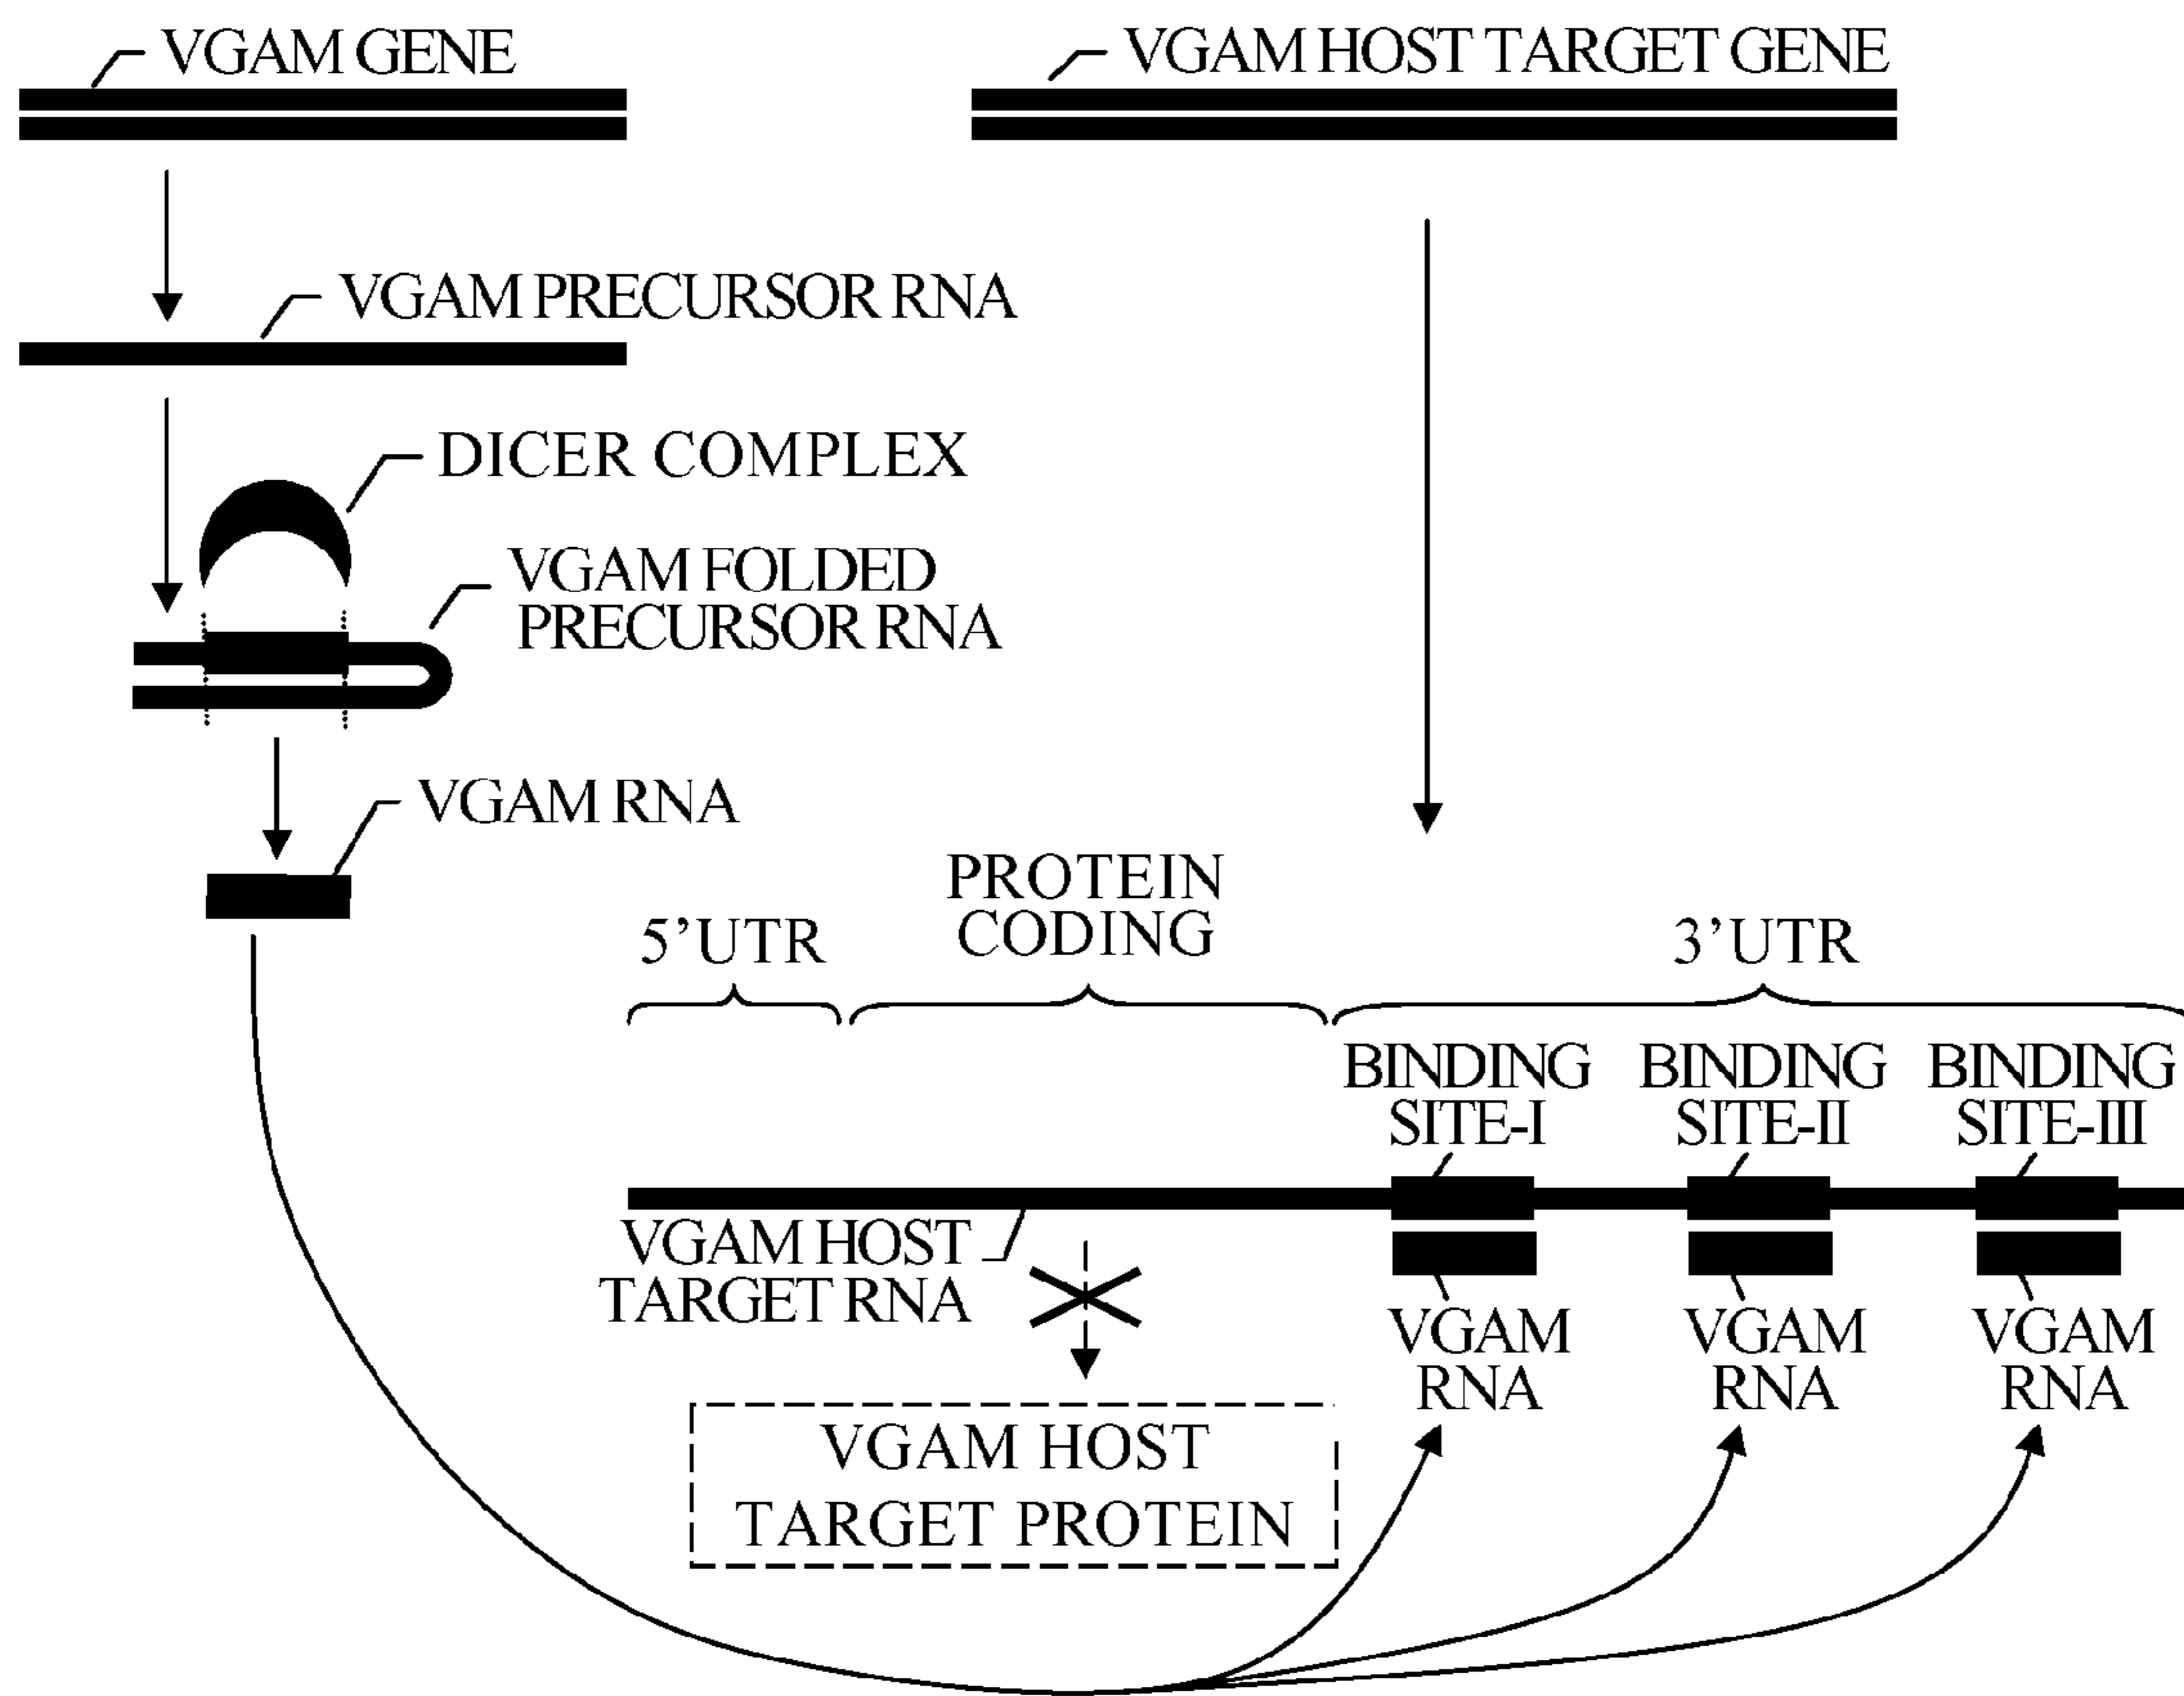 VGAM GENE
VGAM HOST TARGET GENE
VGAM PRECURSOR RNA
DICER COMPLEX
VGAM FOLDED
PRECURSOR RNA
VGAM RNA
5’UTR
PROTEIN
CODING
3’UTR
BINDING
SITE-I
BINDING
SITE-II
BINDING
SITE-III
VGAM HOST
TARGET RNA
VGAM
RNA
VGAM
RNA
VGAM
RNA
VGAM HOST
TARGET PROTEIN